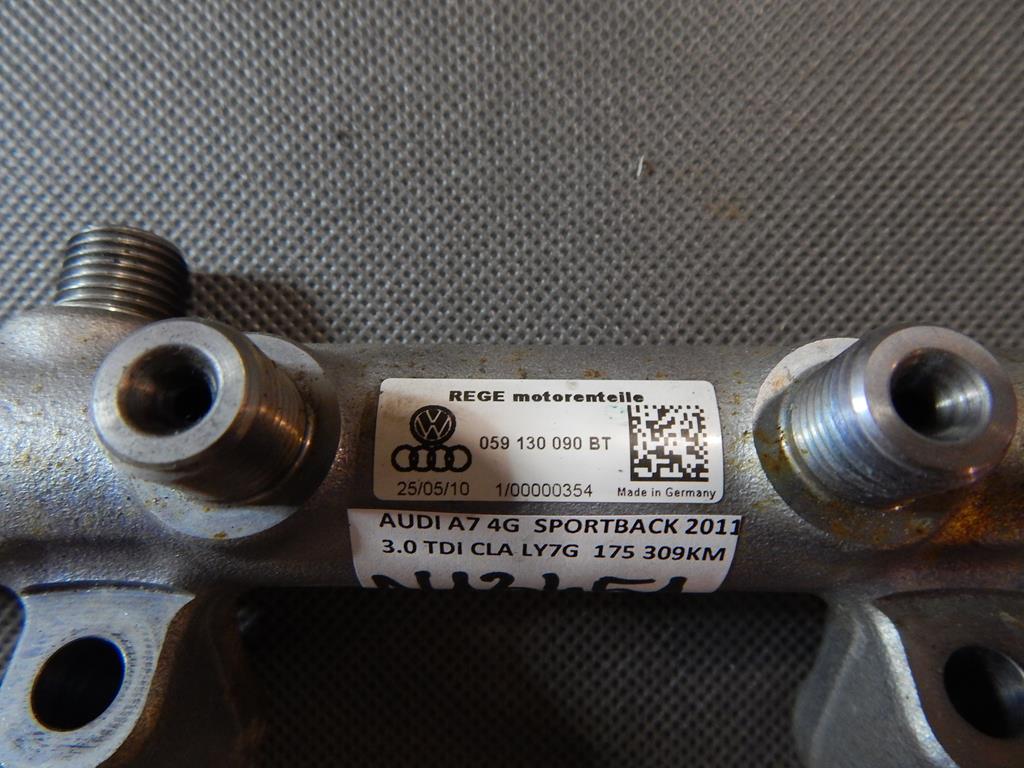 REGE motorenteile
059 130 090 BT
25/05/10 1/00000354 Made in Germany
AUDI A7 4G SPORTBACK 2011
3.0 TDI CLA LY7G 175 309KM